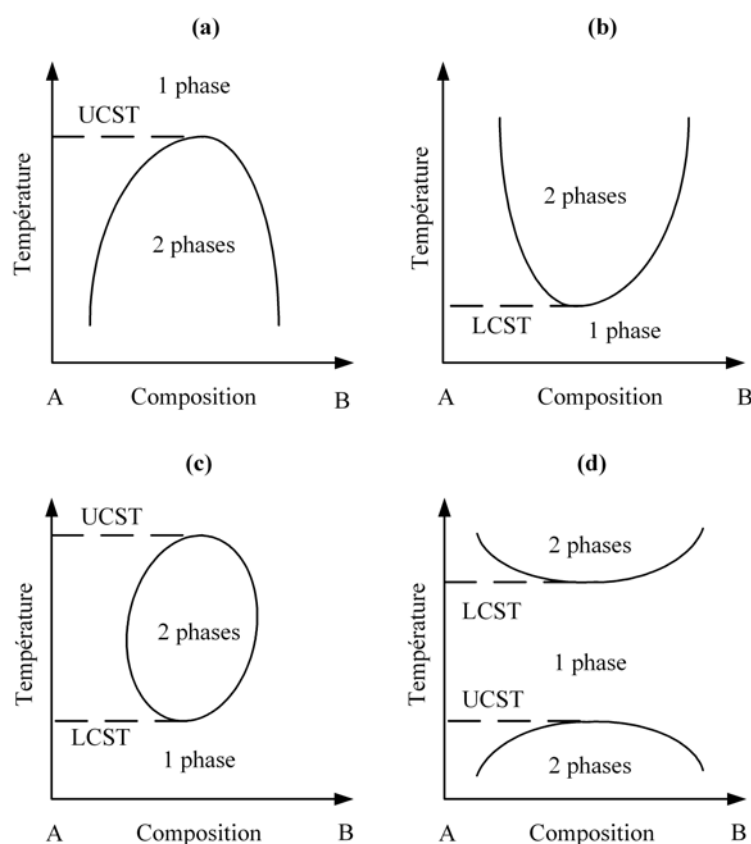 (a)
1 phase
UCST
2 phases
Température
A Composition B
(b)
2 phases
LCST
1 phase
Température
A Composition B
(c)
UCST
2 phases
LCST
1 phase
Température
A Composition B
(d)
2 phases
LCST
1 phase
UCST
2 phases
Température
A Composition B